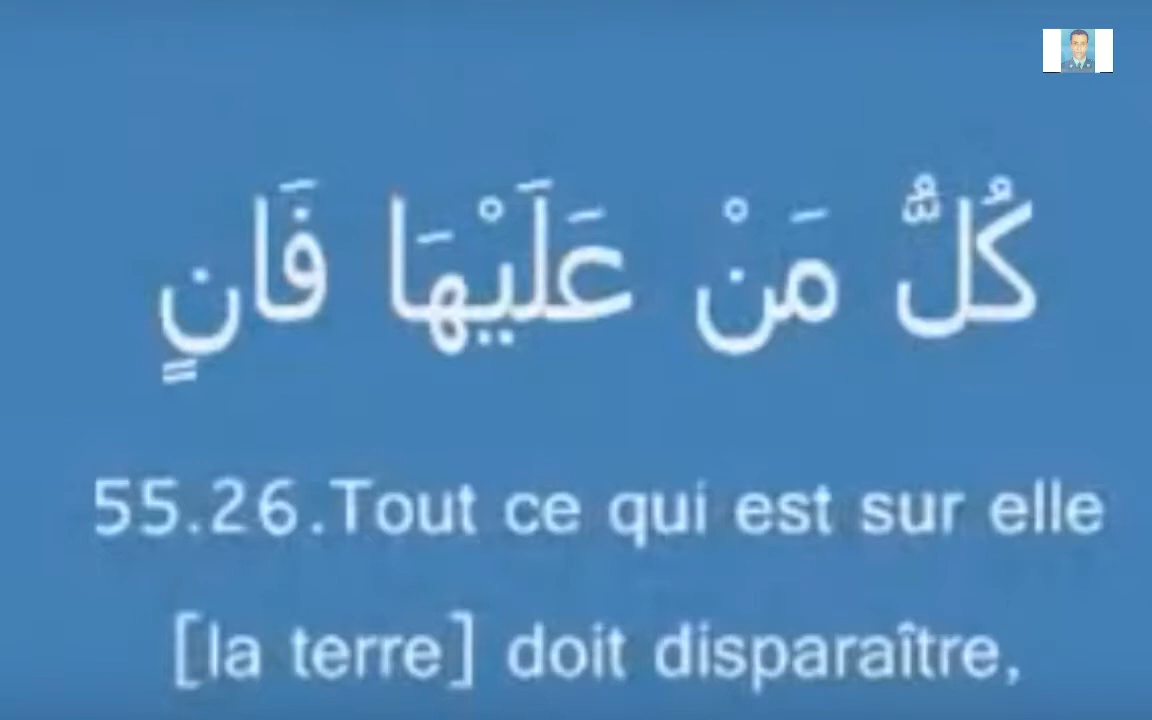 كُلُّ مَنْ عَلَيْهَا فَانٍ
55.26.Tout ce qui est sur elle
[la terre] doit disparaître,